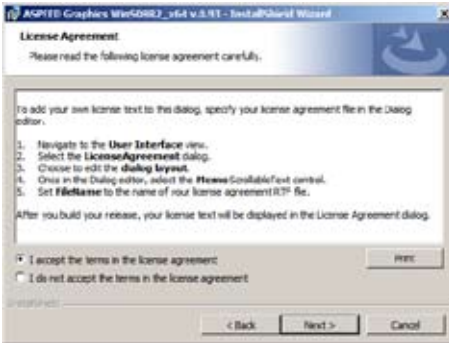 ASPEED Graphics WinS08R2_x64 v.0.93 - InstallShield Wizard
License Agreement
Please read the following license agreement carefully.
To add your own license text to this dialog, specify your license agreement file in the Dialog
editor.
1. Navigate to the User Interface view.
2. Select the LicenseAgreement dialog.
3. Choose to edit the dialog layout.
4. Once in the Dialog editor, select the Memo ScrollableText control.
5. Set FileName to the name of your license agreement RTF file.
After you build your release, your license text will be displayed in the License Agreement dialog.
I accept the terms in the license agreement
Print
I do not accept the terms in the license agreement
InstallShield
< Back
Next >
Cancel